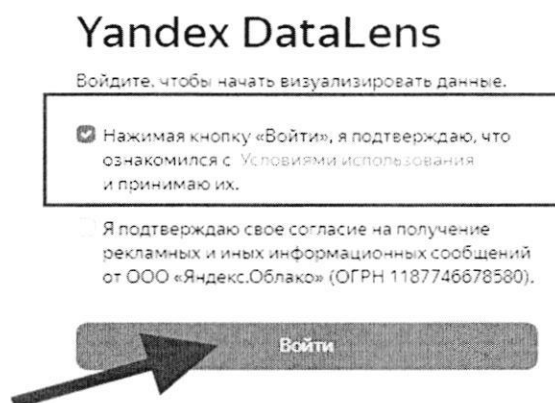 Yandex DataLens
Войдите, чтобы начать визуализировать данные.
Нажимая кнопку «Войти», я подтверждаю, что
ознакомился с Условиями использования
и принимаю их.
Я подтверждаю свое согласие на получение
рекламных и иных информационных сообщений
от ООО «Яндекс.Облако» (ОГРН 1187746678580).
Войти